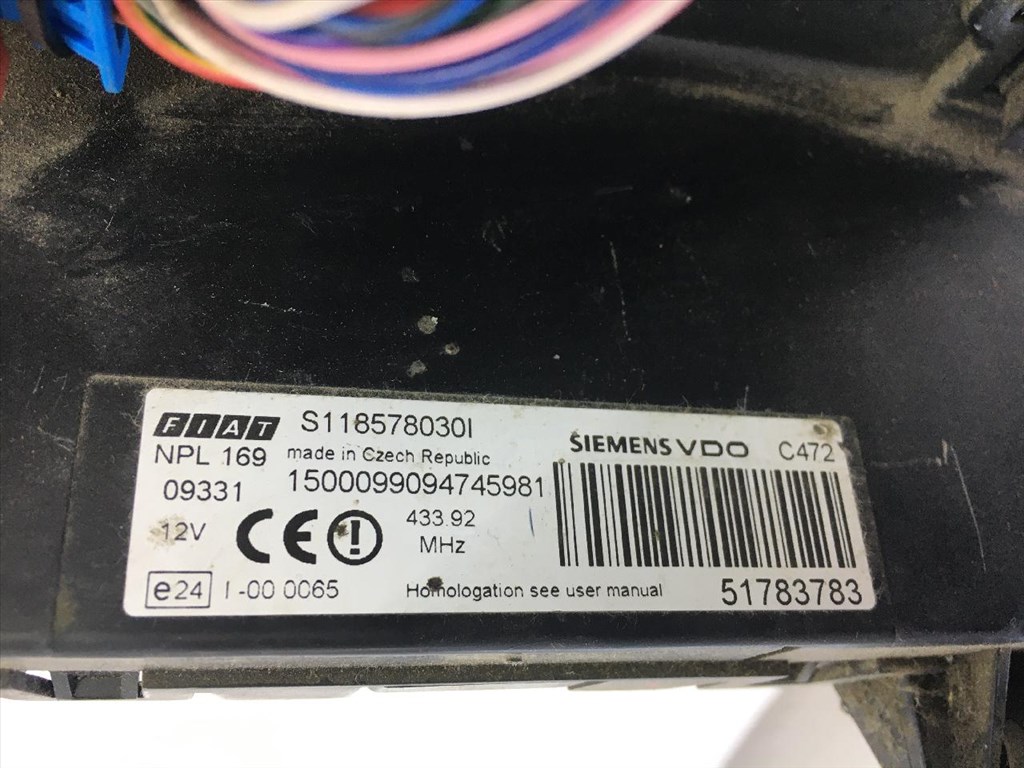 FIAT S118578030I
SIEMENS VDO C472
NPL 169 made in Czech Republic
09331 1500099094745981
12V CE 433.92
MHz
e24 I-00 0065 Homologation see user manual 51783783